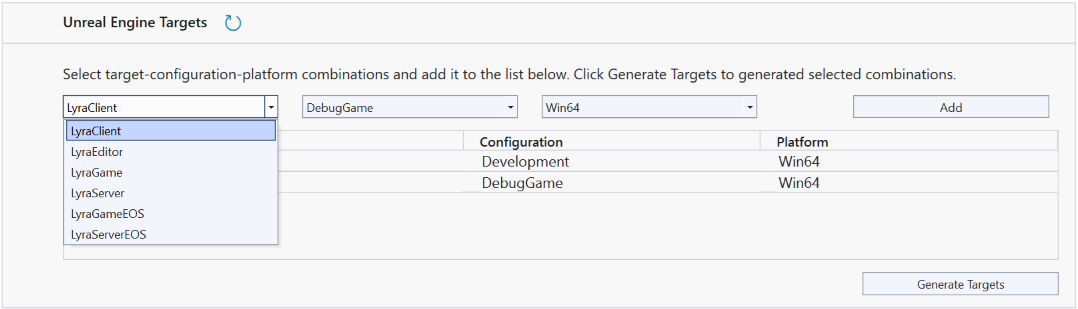 Unreal Engine Targets
Select target-configuration-platform combinations and add it to the list below. Click Generate Targets to generated selected combinations.
LyraClient DebugGame Win64 Add
LyraClient
LyraEditor
LyraGame
LyraServer
LyraGameEOS
LyraServerEOS
Configuration Platform
Development Win64
DebugGame Win64
Generate Targets